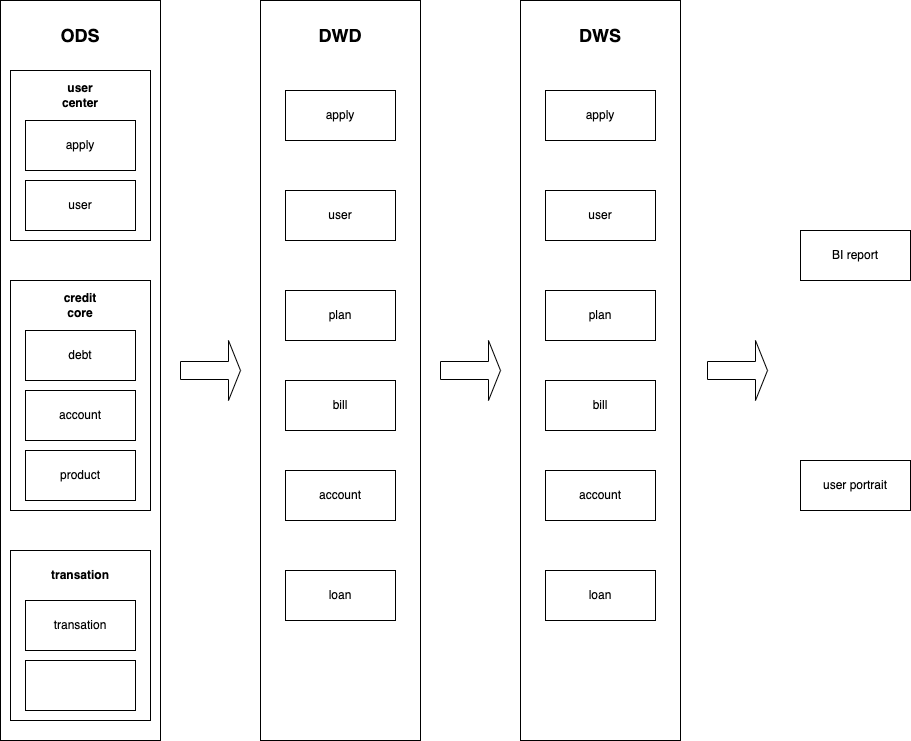 ODS
user
center
apply
user
credit
core
debt
account
product
transation
transation
DWD
apply
user
plan
bill
account
loan
DWS
apply
user
plan
bill
account
loan
BI report
user portrait